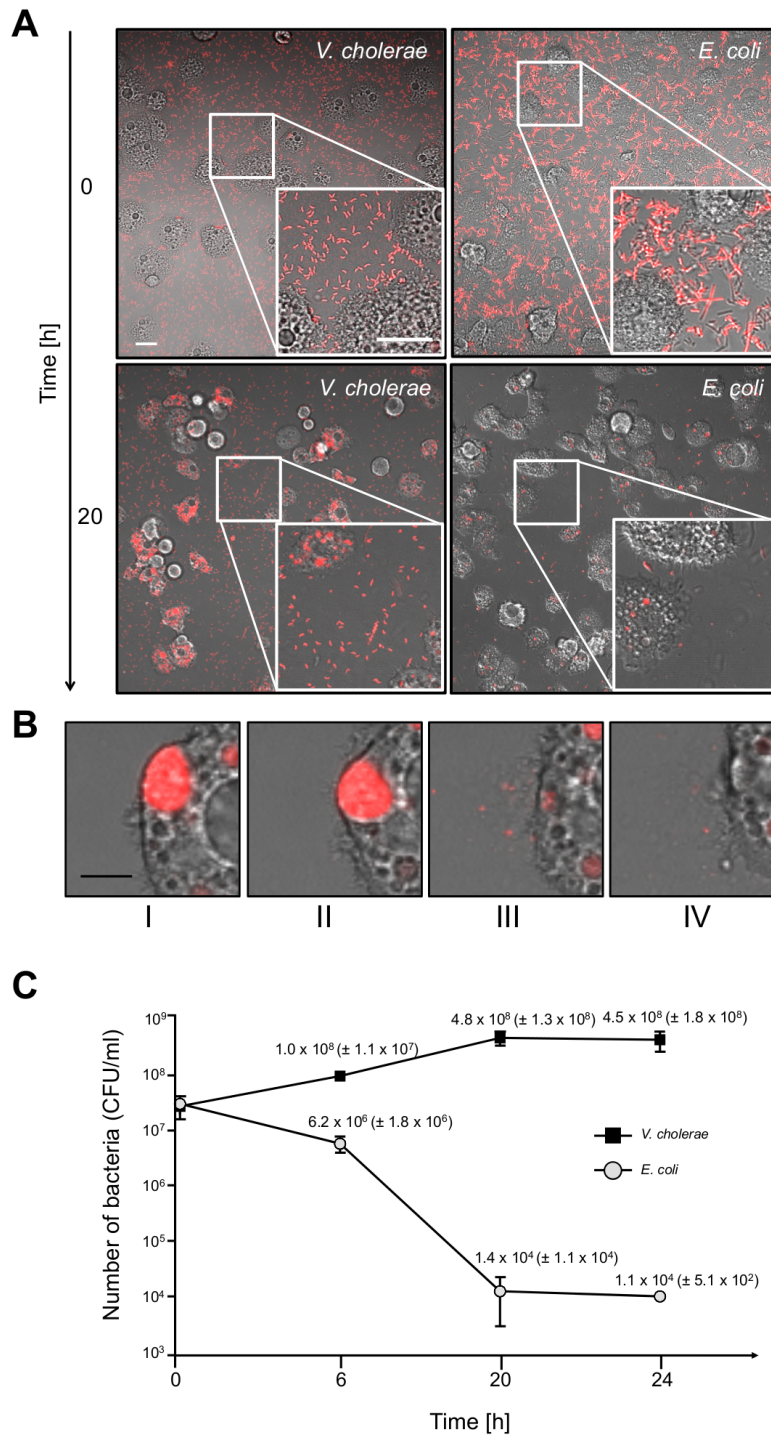 A
V. cholerae
E. coli
0
V. cholerae
E. coli
20
Time [h]
B
I
II
III
IV
C
10⁹
10⁸
10⁷
10⁶
10⁵
10⁴
10³
Number of bacteria (CFU/ml)
1.0 x 10⁸ (± 1.1 x 10⁷)
4.8 x 10⁸ (± 1.3 x 10⁸)
4.5 x 10⁸ (± 1.8 x 10⁸)
6.2 x 10⁶ (± 1.8 x 10⁶)
V. cholerae
E. coli
1.4 x 10⁴ (± 1.1 x 10⁴)
1.1 x 10⁴ (± 5.1 x 10²)
0
6
20
24
Time [h]